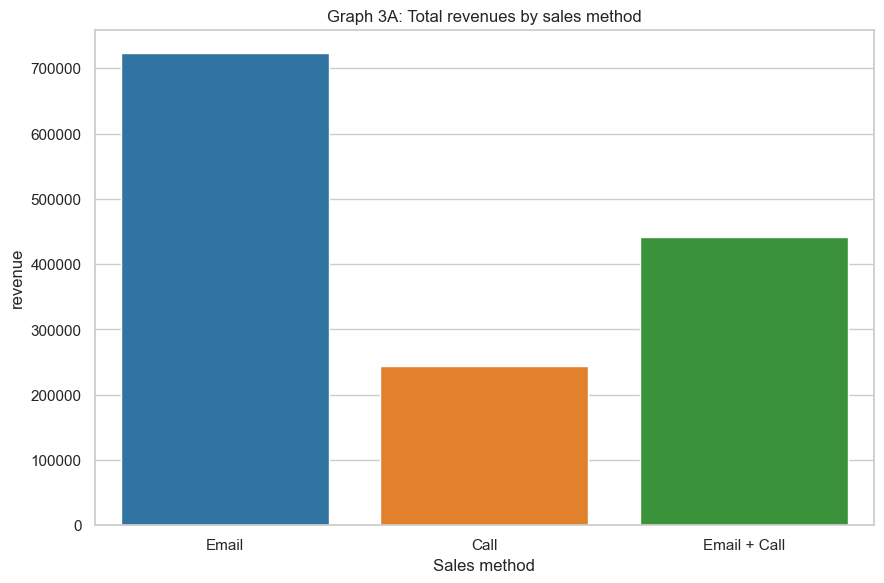 Graph 3A: Total revenues by sales method
700000
600000
500000
400000
300000
200000
100000
0
revenue
Email
Call
Email + Call
Sales method